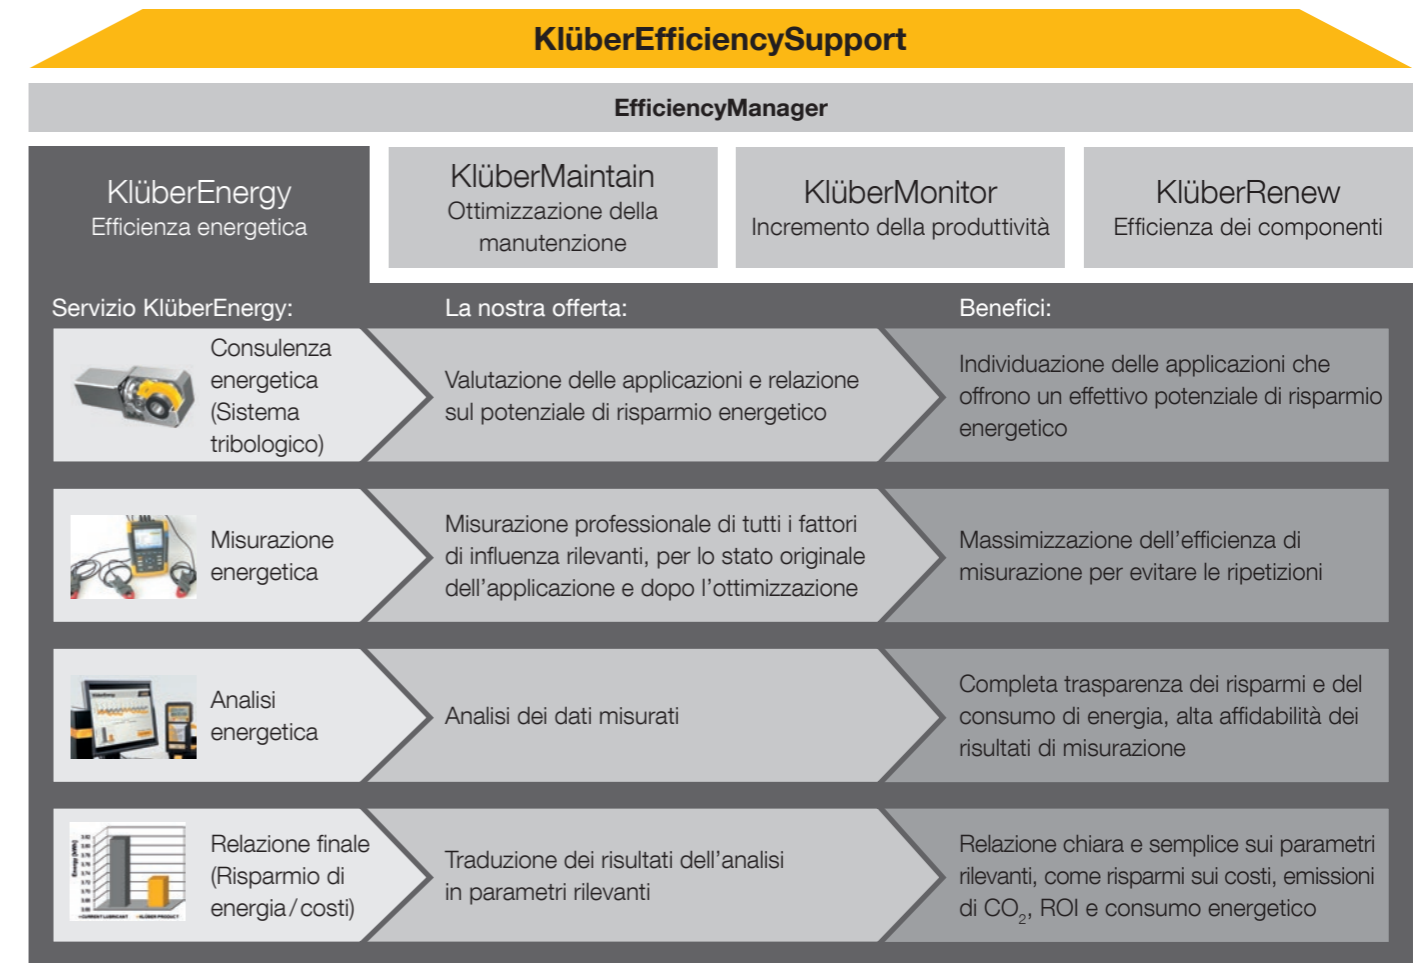 KlüberEfficiencySupport
EfficiencyManager
KlüberEnergy
Efficienza energetica
KlüberMaintain
Ottimizzazione della
manutenzione
KlüberMonitor
Incremento della produttività
KlüberRenew
Efficienza dei componenti
Servizio KlüberEnergy:
La nostra offerta:
Benefici:
Consulenza
energetica
(Sistema
tribologico)
Valutazione delle applicazioni e relazione
sul potenziale di risparmio energetico
Individuazione delle applicazioni che
offrono un effettivo potenziale di risparmio
energetico
Misurazione
energetica
Misurazione professionale di tutti i fattori
di influenza rilevanti, per lo stato originale
dell’applicazione e dopo l’ottimizzazione
Massimizzazione dell’efficienza di
misurazione per evitare le ripetizioni
Analisi
energetica
Analisi dei dati misurati
Completa trasparenza dei risparmi e del
consumo di energia, alta affidabilità dei
risultati di misurazione
Energy (kWh)
CURRENT LUBRICANT
KLÜBER PRODUCT
Relazione finale
(Risparmio di
energia/costi)
Traduzione dei risultati dell’analisi
in parametri rilevanti
Relazione chiara e semplice sui parametri
rilevanti, come risparmi sui costi, emissioni
di CO₂, ROI e consumo energetico